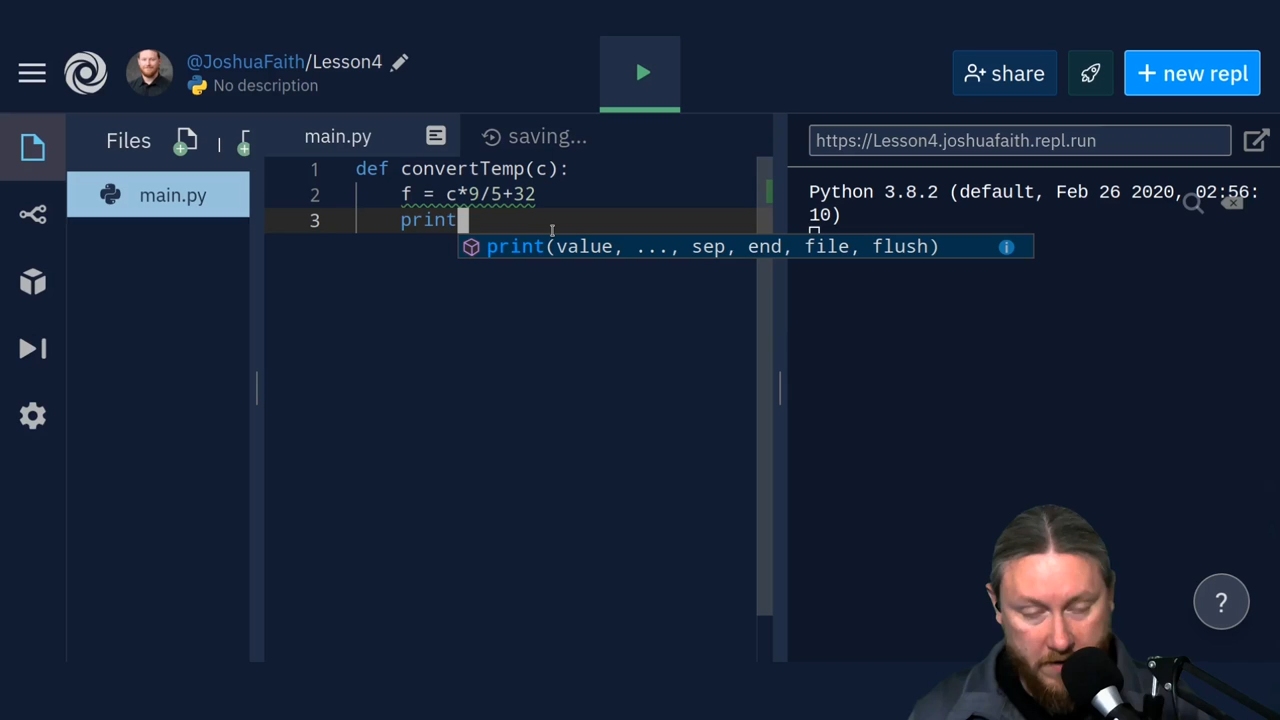 @JoshuaFaith/Lesson4
No description
share
+ new repl
Files
main.py
main.py
saving...
1 def convertTemp(c):
2 f = c*9/5+32
3 print
print(value, ..., sep, end, file, flush)
https://Lesson4.joshuafaith.repl.run
Python 3.8.2 (default, Feb 26 2020, 02:56:
10)
?